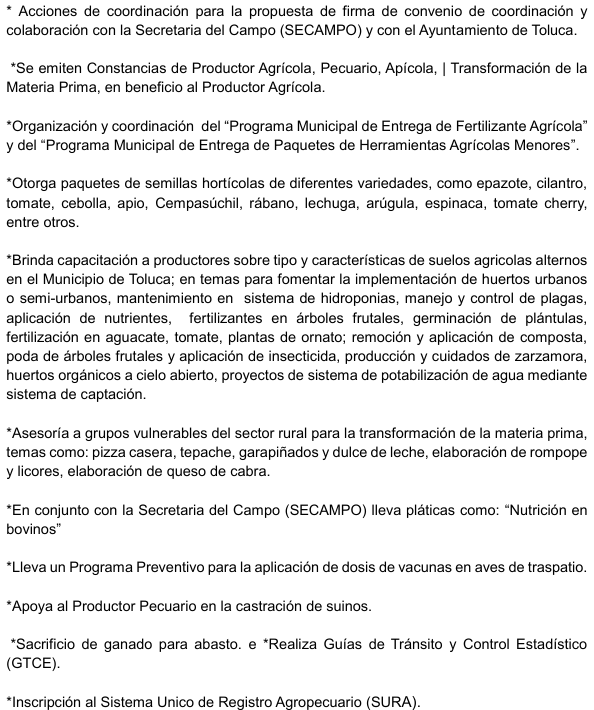 * Acciones de coordinación para la propuesta de firma de convenio de coordinación y
colaboración con la Secretaria del Campo (SECAMPO) y con el Ayuntamiento de Toluca.
*Se emiten Constancias de Productor Agrícola, Pecuario, Apícola, | Transformación de la
Materia Prima, en beneficio al Productor Agrícola.
*Organización y coordinación del “Programa Municipal de Entrega de Fertilizante Agrícola”
y del “Programa Municipal de Entrega de Paquetes de Herramientas Agrícolas Menores”.
*Otorga paquetes de semillas hortícolas de diferentes variedades, como epazote, cilantro,
tomate, cebolla, apio, Cempasúchil, rábano, lechuga, arúgula, espinaca, tomate cherry,
entre otros.
*Brinda capacitación a productores sobre tipo y características de suelos agricolas alternos
en el Municipio de Toluca; en temas para fomentar la implementación de huertos urbanos
o semi-urbanos, mantenimiento en sistema de hidroponias, manejo y control de plagas,
aplicación de nutrientes, fertilizantes en árboles frutales, germinación de plántulas,
fertilización en aguacate, tomate, plantas de ornato; remoción y aplicación de composta,
poda de árboles frutales y aplicación de insecticida, producción y cuidados de zarzamora,
huertos orgánicos a cielo abierto, proyectos de sistema de potabilización de agua mediante
sistema de captación.
*Asesoría a grupos vulnerables del sector rural para la transformación de la materia prima,
temas como: pizza casera, tepache, garapiñados y dulce de leche, elaboración de rompope
y licores, elaboración de queso de cabra.
*En conjunto con la Secretaria del Campo (SECAMPO) lleva pláticas como: “Nutrición en
bovinos”
*Lleva un Programa Preventivo para la aplicación de dosis de vacunas en aves de traspatio.
*Apoya al Productor Pecuario en la castración de suinos.
*Sacrificio de ganado para abasto. e *Realiza Guías de Tránsito y Control Estadístico
(GTCE).
*Inscripción al Sistema Unico de Registro Agropecuario (SURA).